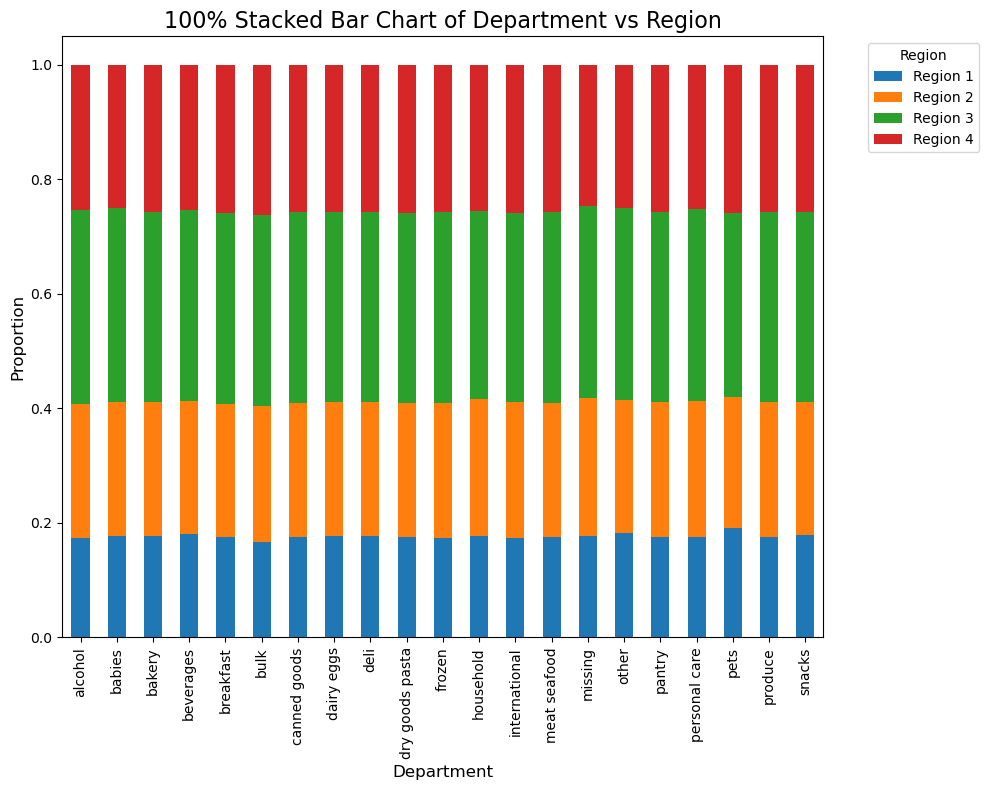 100% Stacked Bar Chart of Department vs Region
Region
Region 1
Region 2
Region 3
Region 4
Proportion
1.0
0.8
0.6
0.4
0.2
0.0
alcohol
babies
bakery
beverages
breakfast
bulk
canned goods
dairy eggs
deli
dry goods pasta
frozen
household
international
meat seafood
missing
other
pantry
personal care
pets
produce
snacks
Department